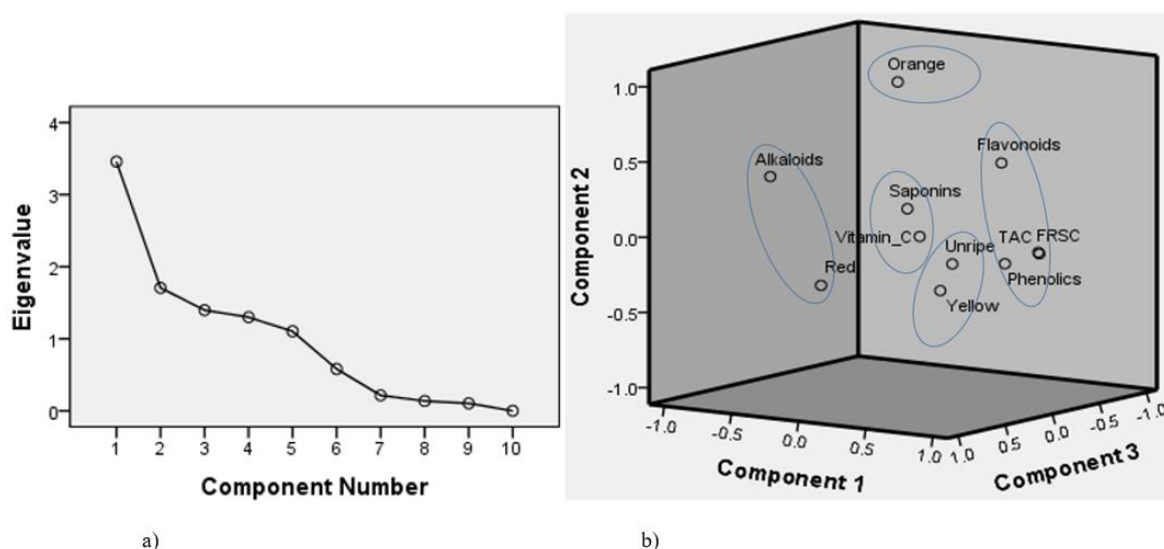 4
3
2
1
0
Eigenvalue
1 2 3 4 5 6 7 8 9 10
Component Number
a)
1.0
0.5
0.0
-0.5
-1.0
Component 2
Orange
Flavonoids
Alkaloids
Saponins
Vitamin_C
Unripe
TAC FRSC
Red
Phenolics
Yellow
-1.0 -0.5 0.0 0.5 1.0
Component 1
1.0 0.5 0.0 -0.5 -1.0
Component 3
b)